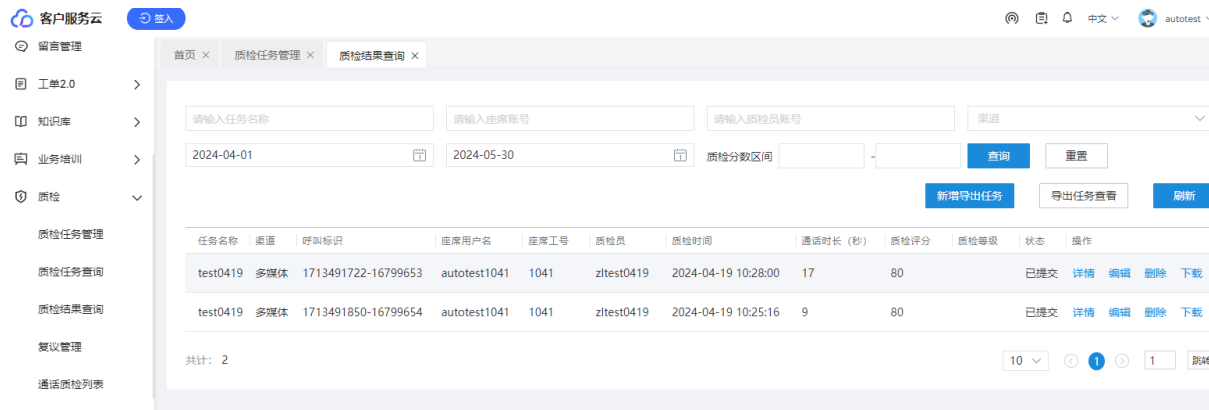 客户服务云 签入 中文 autotest
留言管理
工单2.0
知识库
业务培训
质检
质检任务管理
质检任务查询
质检结果查询
复议管理
通话质检列表
首页 质检任务管理 质检结果查询
请输入任务名称 请输入座席账号 请输入质检员账号 渠道
2024-04-01 2024-05-30 质检分数区间 - 查询 重置
新增导出任务 导出任务查看 刷新
任务名称 渠道 呼叫标识 座席用户名 座席工号 质检员 质检时间 通话时长（秒） 质检评分 质检等级 状态 操作
test0419 多媒体 1713491722-16799653 autotest1041 1041 zltest0419 2024-04-19 10:28:00 17 80 已提交 详情 编辑 删除 下载
test0419 多媒体 1713491850-16799654 autotest1041 1041 zltest0419 2024-04-19 10:25:16 9 80 已提交 详情 编辑 删除 下载
共计： 2 10 1 1 跳转